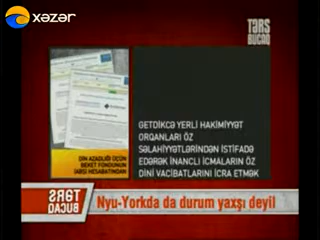 xəzər
TƏRS
BUCAQ
GETDİKCƏ YERLİ HAKİMİYYƏT
ORQANLARI ÖZ
SƏLAHİYYƏTLƏRİNDƏN İSTİFADƏ
EDƏRƏK İNANCLI İCMALARIN ÖZ
DİNİ VACİBATLARINI İCRA ETMƏK
DİN AZADLIĞI ÜÇÜN
BEKET FONDUNUN
(ABŞ) HESABATINDAN
TƏRS
BUCAQ
Nyu-Yorkda da durum yaxşı deyil